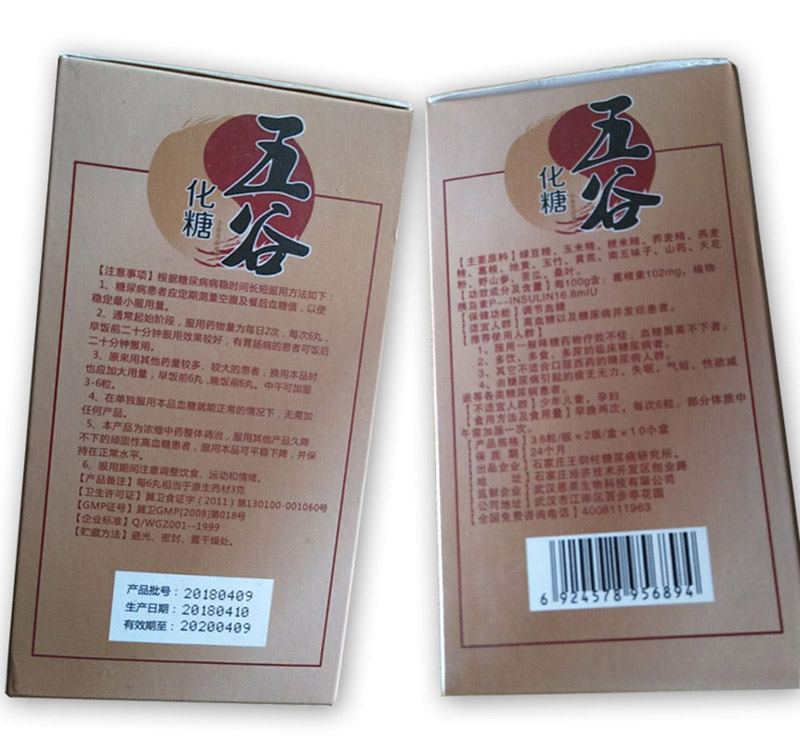 五谷
化糖
【注意事项】根据糖尿病病稳时间长短服用方法如下：
1、糖尿病患者应定期测量空腹及餐后血糖值，以便
稳定最小服用量。
2、通常起始阶段，服用药物量为每日2次，每次6丸，
早饭前二十分钟服用效果较好，有胃肠病的患者可饭后
二十分钟服用。
3、原来用其他药量较多、较大的患者，换用本品时
也应加大用量，早饭前6丸，晚饭前6丸。中午可加服
3-6粒。
4、在单独服用本品血糖就能正常的情况下，无需加
任何产品。
5、本产品为浓缩中药整体调治，服用其他产品久降
不下的顽固性高血糖患者，服用本品可平稳下降，并保
持在正常水平。
6、服用期间注意调整饮食、运动和情绪。
【产品备注】每6丸相当于原生药材3克
【卫生许可证】冀卫食证字（2011）第130100-001060号
【GMP证号】冀卫GMP[2008]第018号
【企业标准】Q/WGZ001--1999
【贮藏方法】避光、密封、置干燥处。
产品批号：20180409
生产日期：20180410
有效期至：20200409
五谷
化糖
【主要原料】绿豆精、玉米精、粳米精、荞麦精、燕麦
精、葛根、地黄、玉竹、黄芪、南五味子、山药、天花
粉、野山参、苦瓜、桑叶。
【功效成分及含量】每100g含：葛根素102mg，植物
胰岛素P--INSULIN16.8mIU
【保健功能】调节血糖
【适宜人群】高血糖以及糖尿病并发症患者。
【推荐使用人群】
1、服用一般降糖药物疗效不佳，血糖居高不下者。
2、多饮、多食、多尿的临床糖尿病者。
3、其它不适合口服西药的糖尿病人群。
4、由糖尿病引起的疲乏无力、失眠、气短、性欲减
退等各类糖尿病患者。
【不适宜人群】少年儿童、孕妇
【食用方法及食用量】早晚两次，每次6粒。部分体质中
午需加服一次。
【产品规格】36粒/板×2板/盒×10小盒
【保质期】24个月
【出品企业】石家庄王钢柱糖尿病研究所。
【地址】石家庄经济技术开发区创业路
【监制企业】武汉原生物科技有限公司
【公司地址】武汉市江岸区百步亭花园
【全国免费咨询电话】4008111963
6 924578 956894